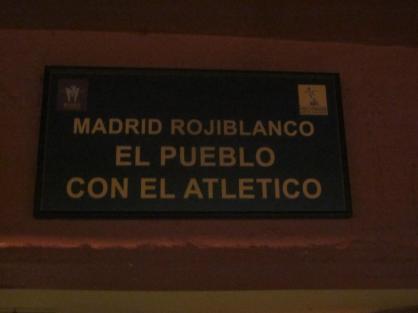 MADRID ROJIBLANCO
EL PUEBLO
CON EL ATLETICO